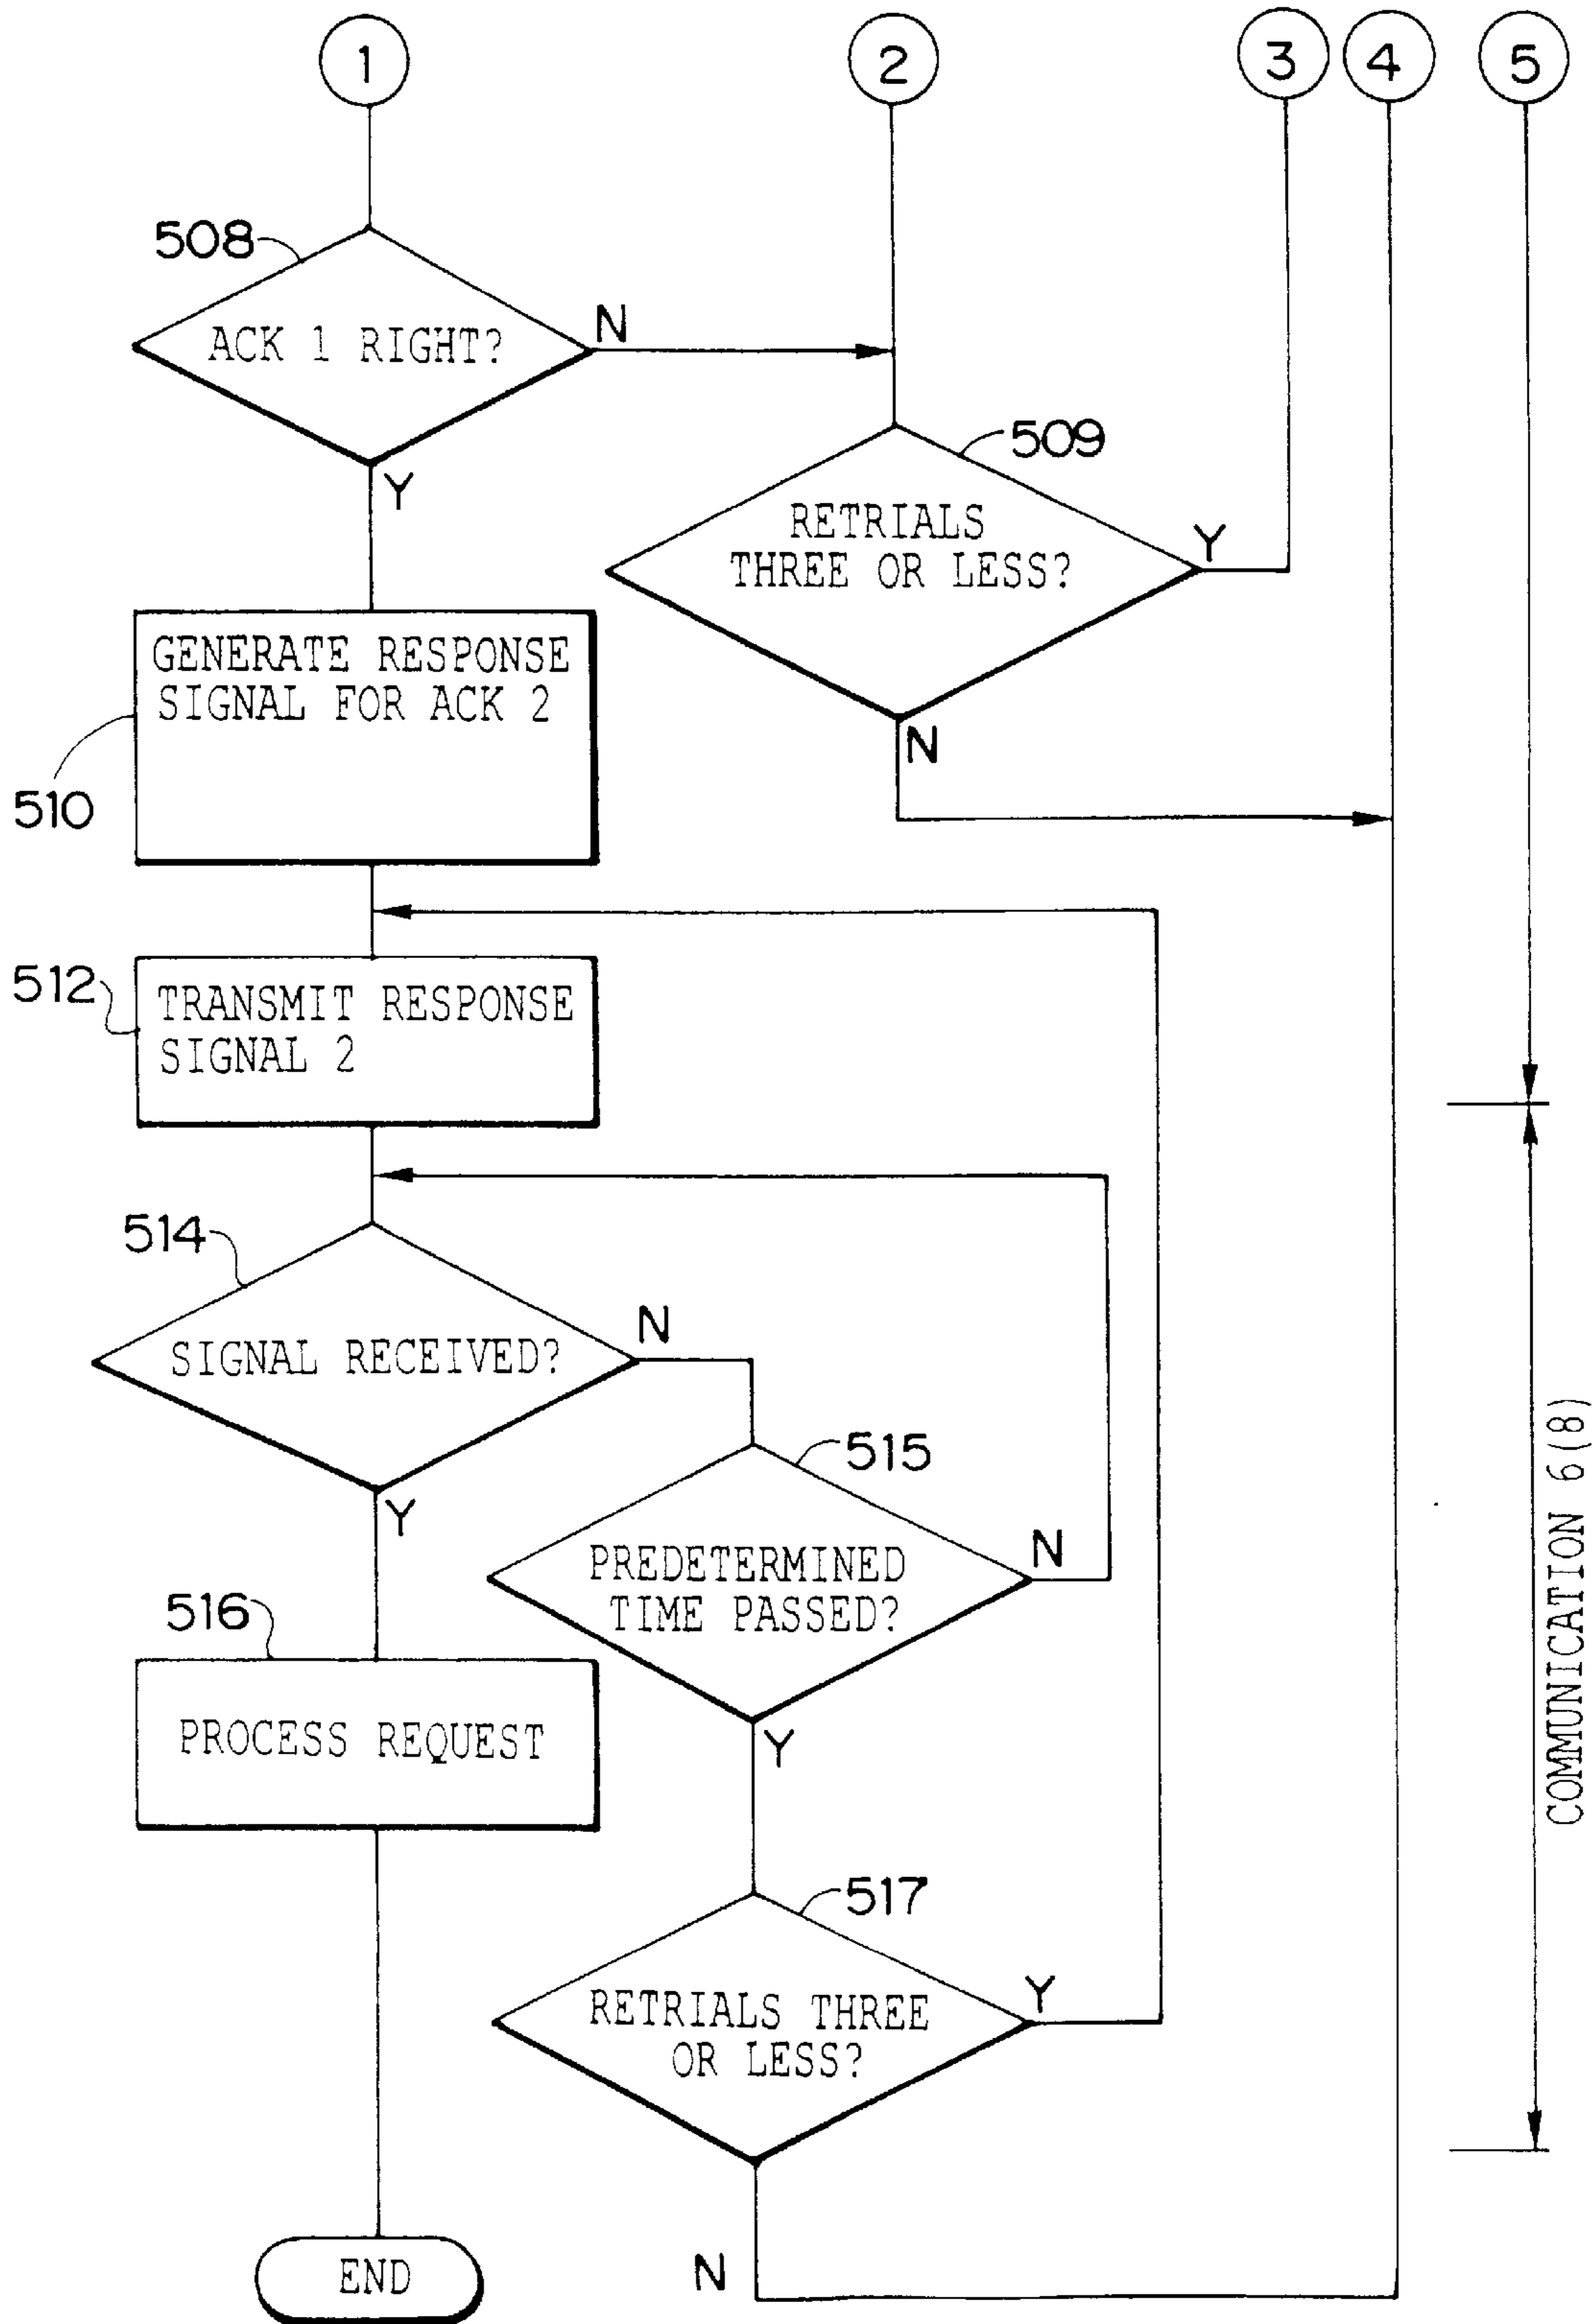 1
2
3
4
5
508
ACK 1 RIGHT?
N
Y
509
RETRIALS
THREE OR LESS?
Y
N
GENERATE RESPONSE
SIGNAL FOR ACK 2
510
512
TRANSMIT RESPONSE
SIGNAL 2
514
SIGNAL RECEIVED?
N
Y
515
PREDETERMINED
TIME PASSED?
N
Y
516
PROCESS REQUEST
517
RETRIALS THREE
OR LESS?
Y
N
END
COMMUNICATION 6(8)